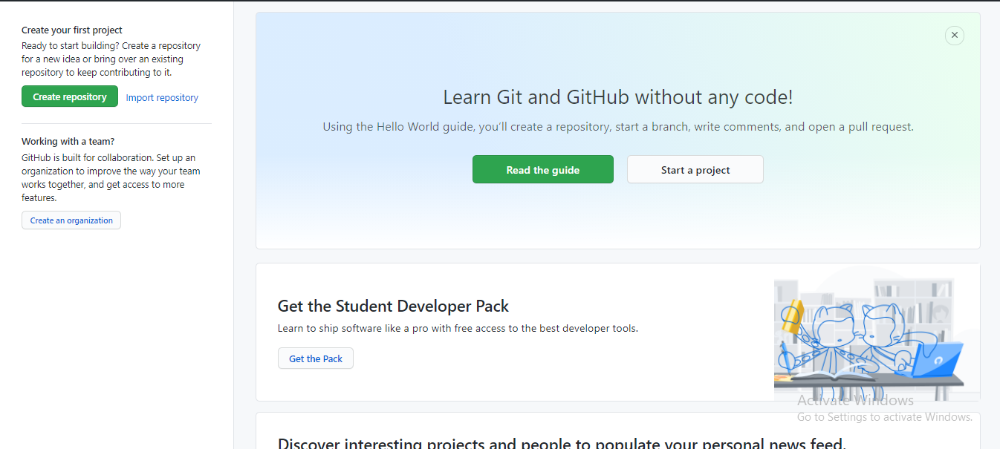 Create your first project
Ready to start building? Create a repository
for a new idea or bring over an existing
repository to keep contributing to it.
Create repository
Import repository
Working with a team?
GitHub is built for collaboration. Set up an
organization to improve the way your team
works together, and get access to more
features.
Create an organization
Learn Git and GitHub without any code!
Using the Hello World guide, you’ll create a repository, start a branch, write comments, and open a pull request.
Read the guide
Start a project
Get the Student Developer Pack
Learn to ship software like a pro with free access to the best developer tools.
Get the Pack
Activate Windows
Go to Settings to activate Windows.
Discover interesting projects and people to populate your personal news feed.